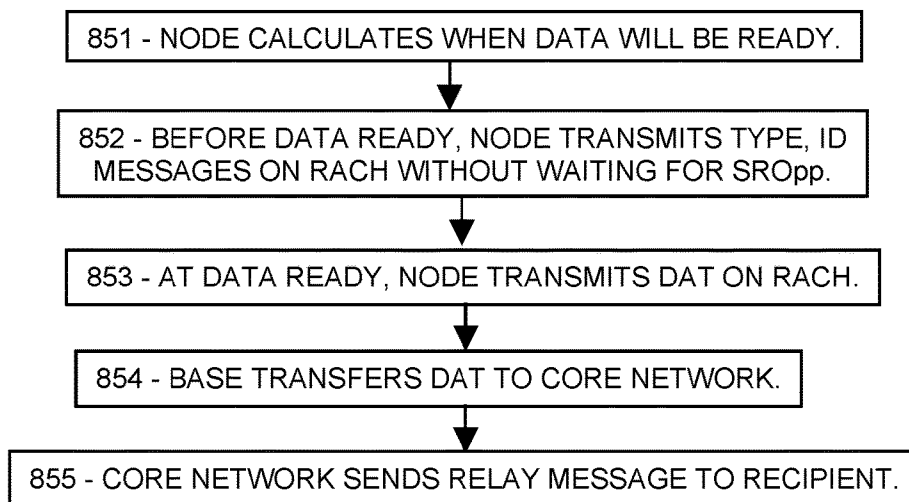 851 - NODE CALCULATES WHEN DATA WILL BE READY.
852 - BEFORE DATA READY, NODE TRANSMITS TYPE, ID
MESSAGES ON RACH WITHOUT WAITING FOR SROpp.
853 - AT DATA READY, NODE TRANSMITS DAT ON RACH.
854 - BASE TRANSFERS DAT TO CORE NETWORK.
855 - CORE NETWORK SENDS RELAY MESSAGE TO RECIPIENT.